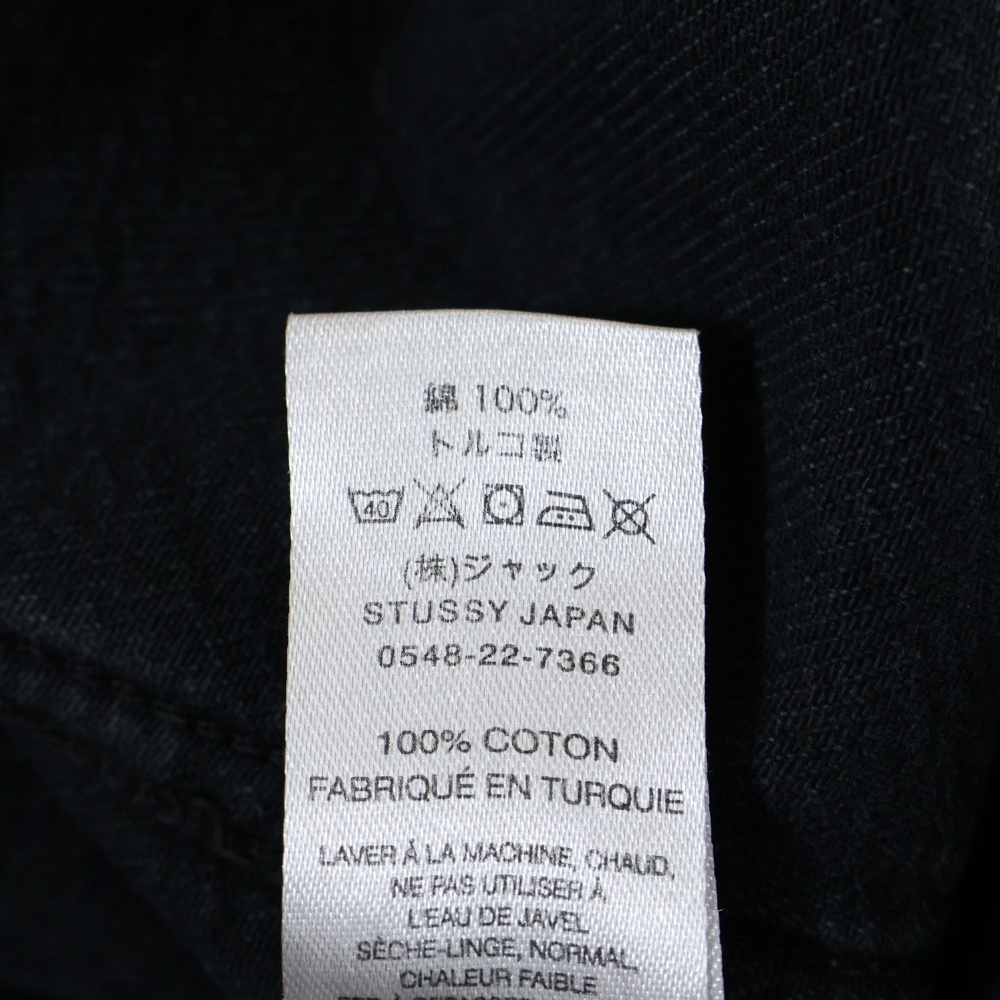 綿 100%
トルコ製
40
(株)ジャック
STUSSY JAPAN
0548-22-7366
100% COTON
FABRIQUÉ EN TURQUIE
LAVER À LA MACHINE, CHAUD,
NE PAS UTILISER À
L'EAU DE JAVEL
SÈCHE-LINGE, NORMAL,
CHALEUR FAIBLE